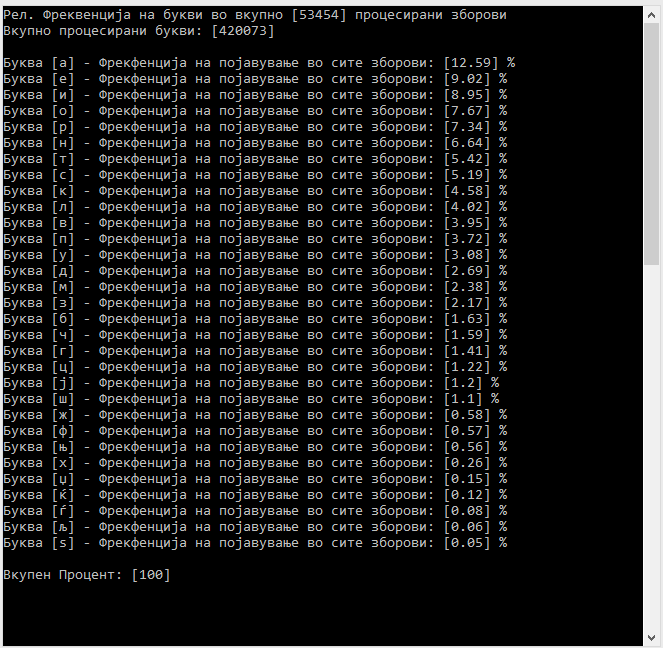 Рел. Фреквенција на букви во вкупно [53454] процесирани зборови
Вкупно процесирани букви: [420073]
Буква [а] - Фрекфенција на појавување во сите зборови: [12.59] %
Буква [е] - Фрекфенција на појавување во сите зборови: [9.02] %
Буква [и] - Фрекфенција на појавување во сите зборови: [8.95] %
Буква [о] - Фрекфенција на појавување во сите зборови: [7.67] %
Буква [р] - Фрекфенција на појавување во сите зборови: [7.34] %
Буква [н] - Фрекфенција на појавување во сите зборови: [6.64] %
Буква [т] - Фрекфенција на појавување во сите зборови: [5.42] %
Буква [с] - Фрекфенција на појавување во сите зборови: [5.19] %
Буква [к] - Фрекфенција на појавување во сите зборови: [4.58] %
Буква [л] - Фрекфенција на појавување во сите зборови: [4.02] %
Буква [в] - Фрекфенција на појавување во сите зборови: [3.95] %
Буква [п] - Фрекфенција на појавување во сите зборови: [3.72] %
Буква [у] - Фрекфенција на појавување во сите зборови: [3.08] %
Буква [д] - Фрекфенција на појавување во сите зборови: [2.69] %
Буква [м] - Фрекфенција на појавување во сите зборови: [2.38] %
Буква [з] - Фрекфенција на појавување во сите зборови: [2.17] %
Буква [б] - Фрекфенција на појавување во сите зборови: [1.63] %
Буква [ч] - Фрекфенција на појавување во сите зборови: [1.59] %
Буква [г] - Фрекфенција на појавување во сите зборови: [1.41] %
Буква [ц] - Фрекфенција на појавување во сите зборови: [1.22] %
Буква [ј] - Фрекфенција на појавување во сите зборови: [1.2] %
Буква [ш] - Фрекфенција на појавување во сите зборови: [1.1] %
Буква [ж] - Фрекфенција на појавување во сите зборови: [0.58] %
Буква [ф] - Фрекфенција на појавување во сите зборови: [0.57] %
Буква [њ] - Фрекфенција на појавување во сите зборови: [0.56] %
Буква [х] - Фрекфенција на појавување во сите зборови: [0.26] %
Буква [џ] - Фрекфенција на појавување во сите зборови: [0.15] %
Буква [ќ] - Фрекфенција на појавување во сите зборови: [0.12] %
Буква [ѓ] - Фрекфенција на појавување во сите зборови: [0.08] %
Буква [љ] - Фрекфенција на појавување во сите зборови: [0.06] %
Буква [ѕ] - Фрекфенција на појавување во сите зборови: [0.05] %
Вкупен Процент: [100]